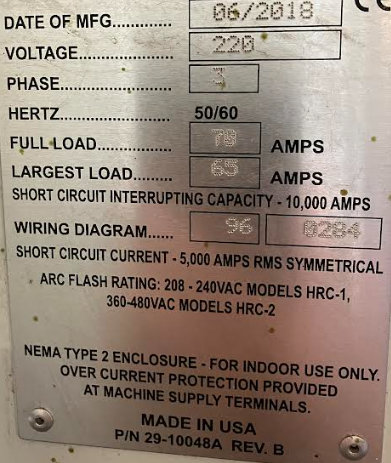 CE
DATE OF MFG............ 06/2018
VOLTAGE................. 220
PHASE.................... 3
HERTZ.................... 50/60
FULL LOAD............... 70 AMPS
LARGEST LOAD......... 65 AMPS
SHORT CIRCUIT INTERRUPTING CAPACITY - 10,000 AMPS
WIRING DIAGRAM...... 96 0284
SHORT CIRCUIT CURRENT - 5,000 AMPS RMS SYMMETRICAL
ARC FLASH RATING: 208 - 240VAC MODELS HRC-1,
360-480VAC MODELS HRC-2
NEMA TYPE 2 ENCLOSURE - FOR INDOOR USE ONLY.
OVER CURRENT PROTECTION PROVIDED
AT MACHINE SUPPLY TERMINALS.
MADE IN USA
P/N 29-10048A REV. B